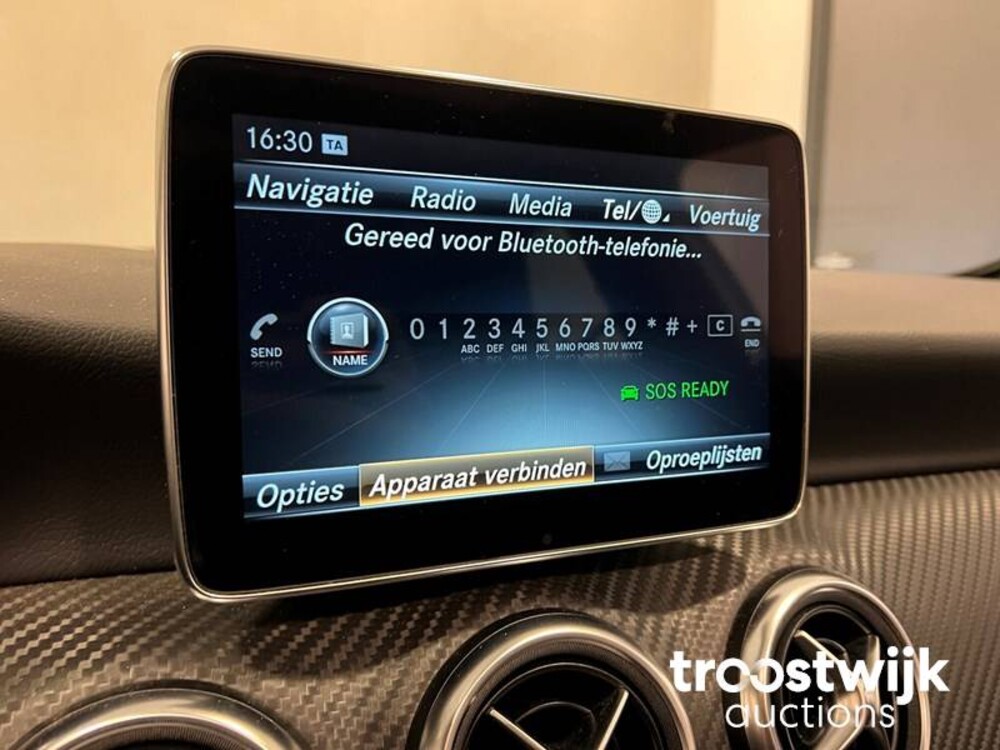 16:30 TA
Navigatie Radio Media Tel/ Voertuig
Gereed voor Bluetooth-telefonie...
SEND NAME 0 1 2 3 4 5 6 7 8 9 * # + C END
ABC DEF GHI JKL MNO PQRS TUV WXYZ
SOS READY
Opties Apparaat verbinden Oproeplijsten
troostwijk
auctions